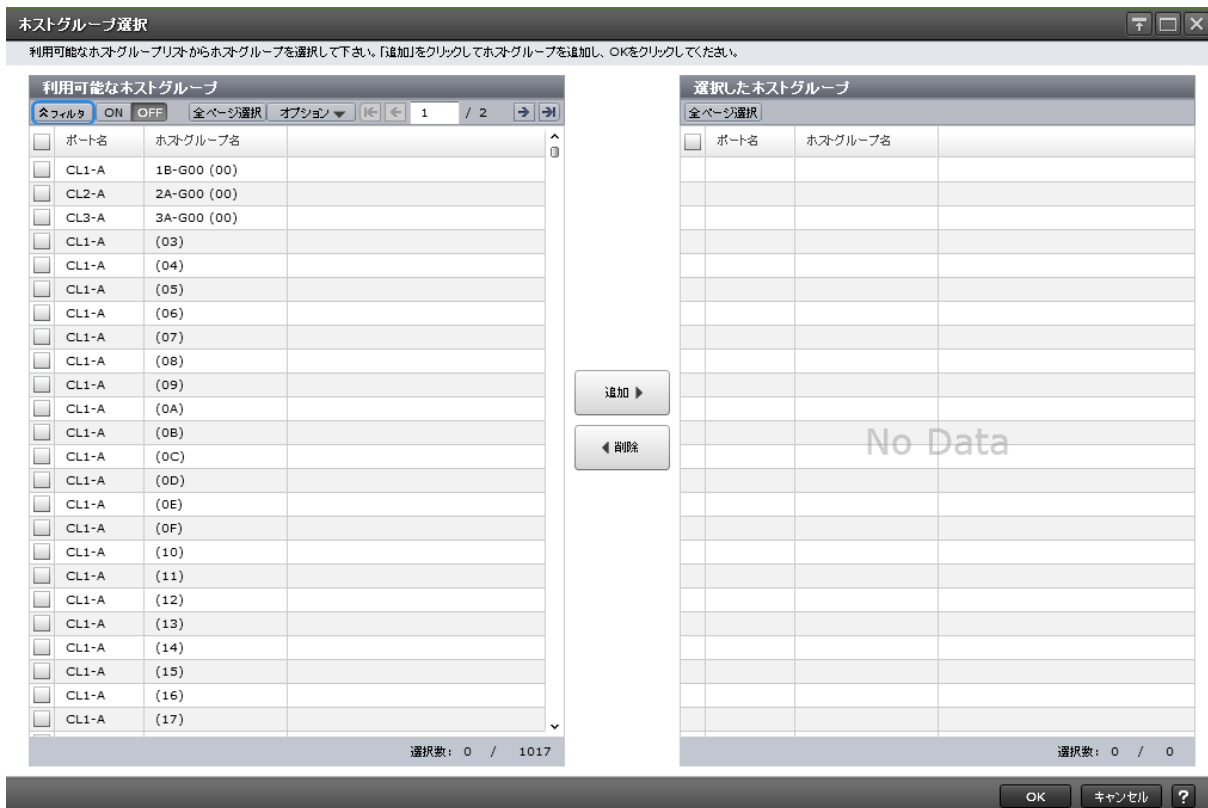 ホストグループ選択
利用可能なホストグループリストからホストグループを選択して下さい。「追加」をクリックしてホストグループを追加し、OKをクリックしてください。
利用可能なホストグループ
フィルタ ON OFF 全ページ選択 オプション 1 / 2
ポート名 ホストグループ名
CL1-A 1B-G00 (00)
CL2-A 2A-G00 (00)
CL3-A 3A-G00 (00)
CL1-A (03)
CL1-A (04)
CL1-A (05)
CL1-A (06)
CL1-A (07)
CL1-A (08)
CL1-A (09)
CL1-A (0A)
CL1-A (0B)
CL1-A (0C)
CL1-A (0D)
CL1-A (0E)
CL1-A (0F)
CL1-A (10)
CL1-A (11)
CL1-A (12)
CL1-A (13)
CL1-A (14)
CL1-A (15)
CL1-A (16)
CL1-A (17)
選択数: 0 / 1017
追加
削除
選択したホストグループ
全ページ選択
ポート名 ホストグループ名
No Data
選択数: 0 / 0
OK キャンセル ?